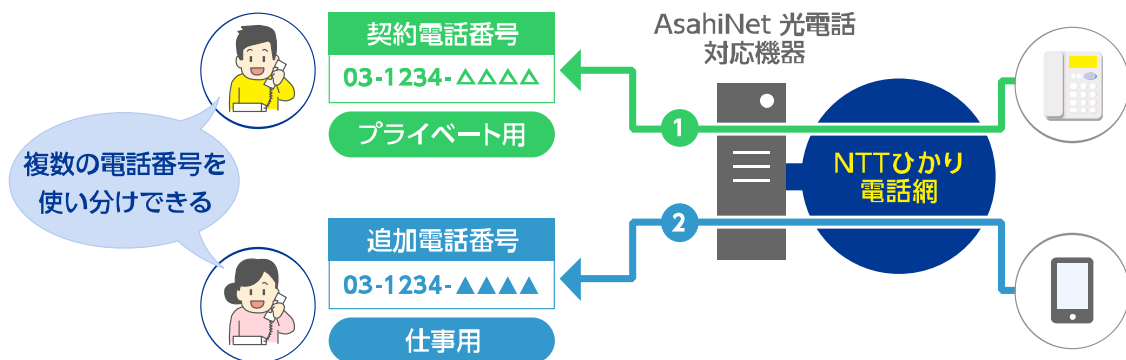 複数の電話番号を
使い分けできる
契約電話番号
03-1234-△△△△
プライベート用
追加電話番号
03-1234-▲▲▲▲
仕事用
AsahiNet 光電話
対応機器
1
2
NTTひかり
電話網